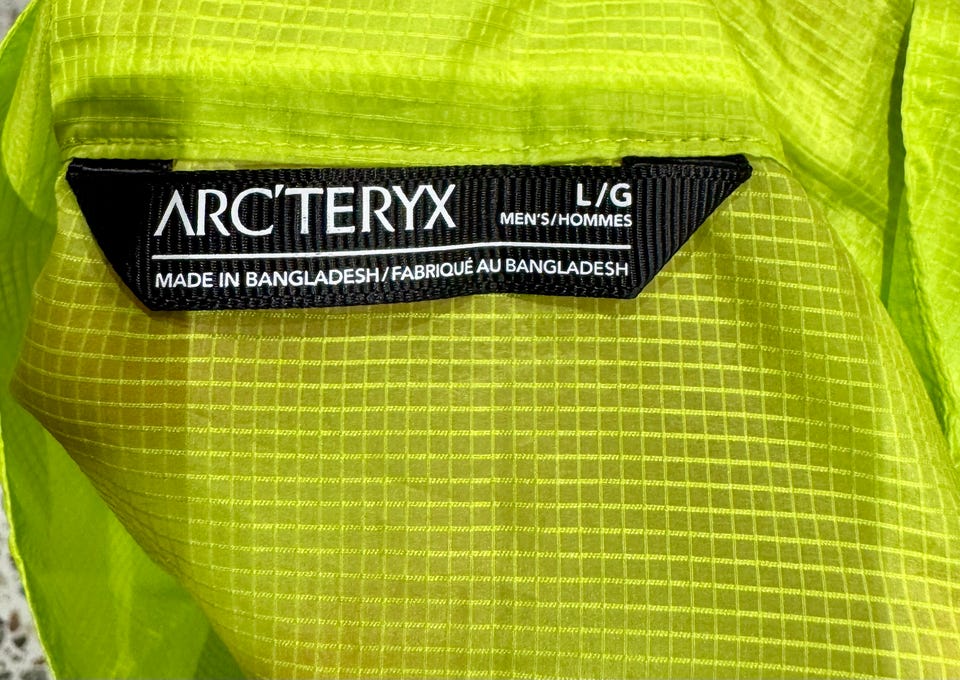 ARC'TERYX
L/G
MEN'S/HOMMES
MADE IN BANGLADESH/FABRIQUÉ AU BANGLADESH